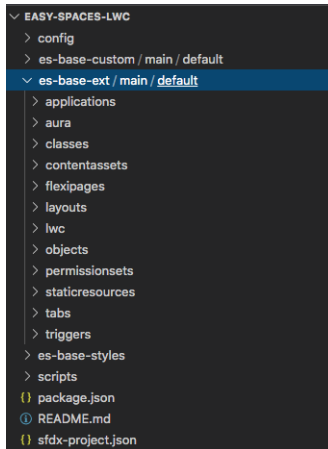 EASY-SPACES-LWC
config
es-base-custom / main / default
es-base-ext / main / default
applications
aura
classes
contentassets
flexipages
layouts
lwc
objects
permissionsets
staticresources
tabs
triggers
es-base-styles
scripts
{} package.json
README.md
{} sfdx-project.json